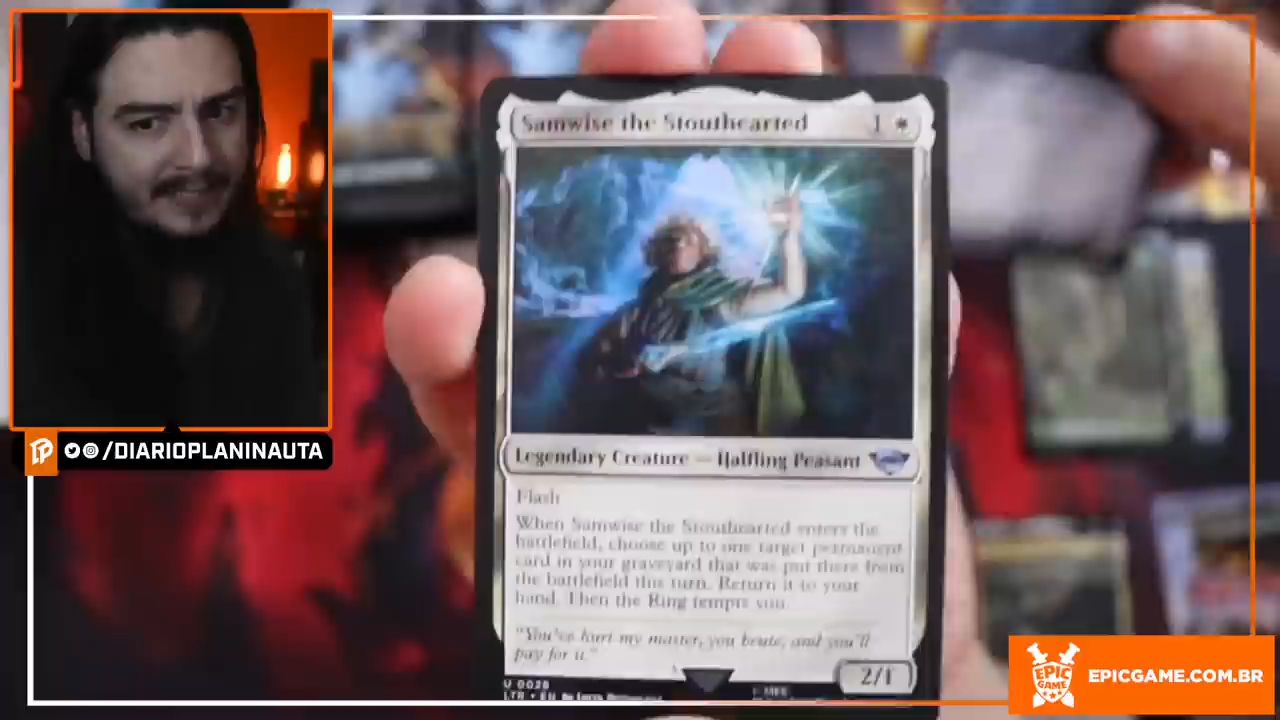 Samwise the Stouthearted 1
Legendary Creature — Halfling Peasant
Flash
When Samwise the Stouthearted enters the
battlefield, choose up to one target permanent
card in your graveyard that was put there from
the battlefield this turn. Return it to your
hand. Then the Ring tempts you.
"You've hurt my master, you brute, and you'll
pay for it."
2/1
U 0028
LTR • EN
/DIARIOPLANINAUTA
EPIC
GAME
EPICGAME.COM.BR